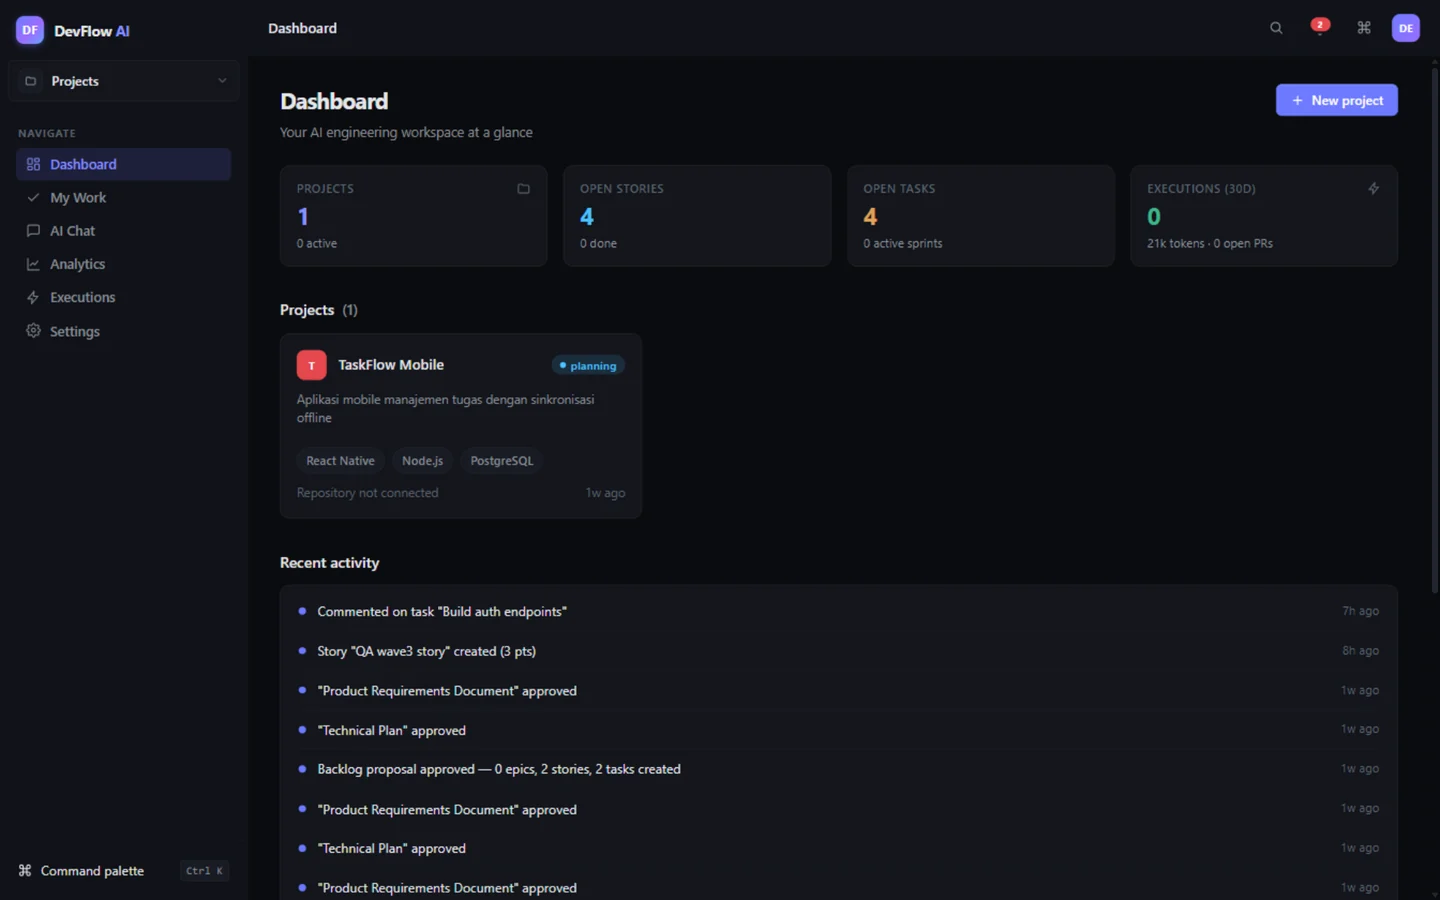 DF
DevFlow AI
Dashboard
2
DE
Projects
NAVIGATE
Dashboard
My Work
AI Chat
Analytics
Executions
Settings
Command palette
Ctrl K
Dashboard
Your AI engineering workspace at a glance
+ New project
PROJECTS
1
0 active
OPEN STORIES
4
0 done
OPEN TASKS
4
0 active sprints
EXECUTIONS (30D)
0
21k tokens · 0 open PRs
Projects (1)
T
TaskFlow Mobile
planning
Aplikasi mobile manajemen tugas dengan sinkronisasi
offline
React Native
Node.js
PostgreSQL
Repository not connected
1w ago
Recent activity
Commented on task "Build auth endpoints" 7h ago
Story "QA wave3 story" created (3 pts) 8h ago
"Product Requirements Document" approved 1w ago
"Technical Plan" approved 1w ago
Backlog proposal approved — 0 epics, 2 stories, 2 tasks created 1w ago
"Product Requirements Document" approved 1w ago
"Technical Plan" approved 1w ago
"Product Requirements Document" approved 1w ago